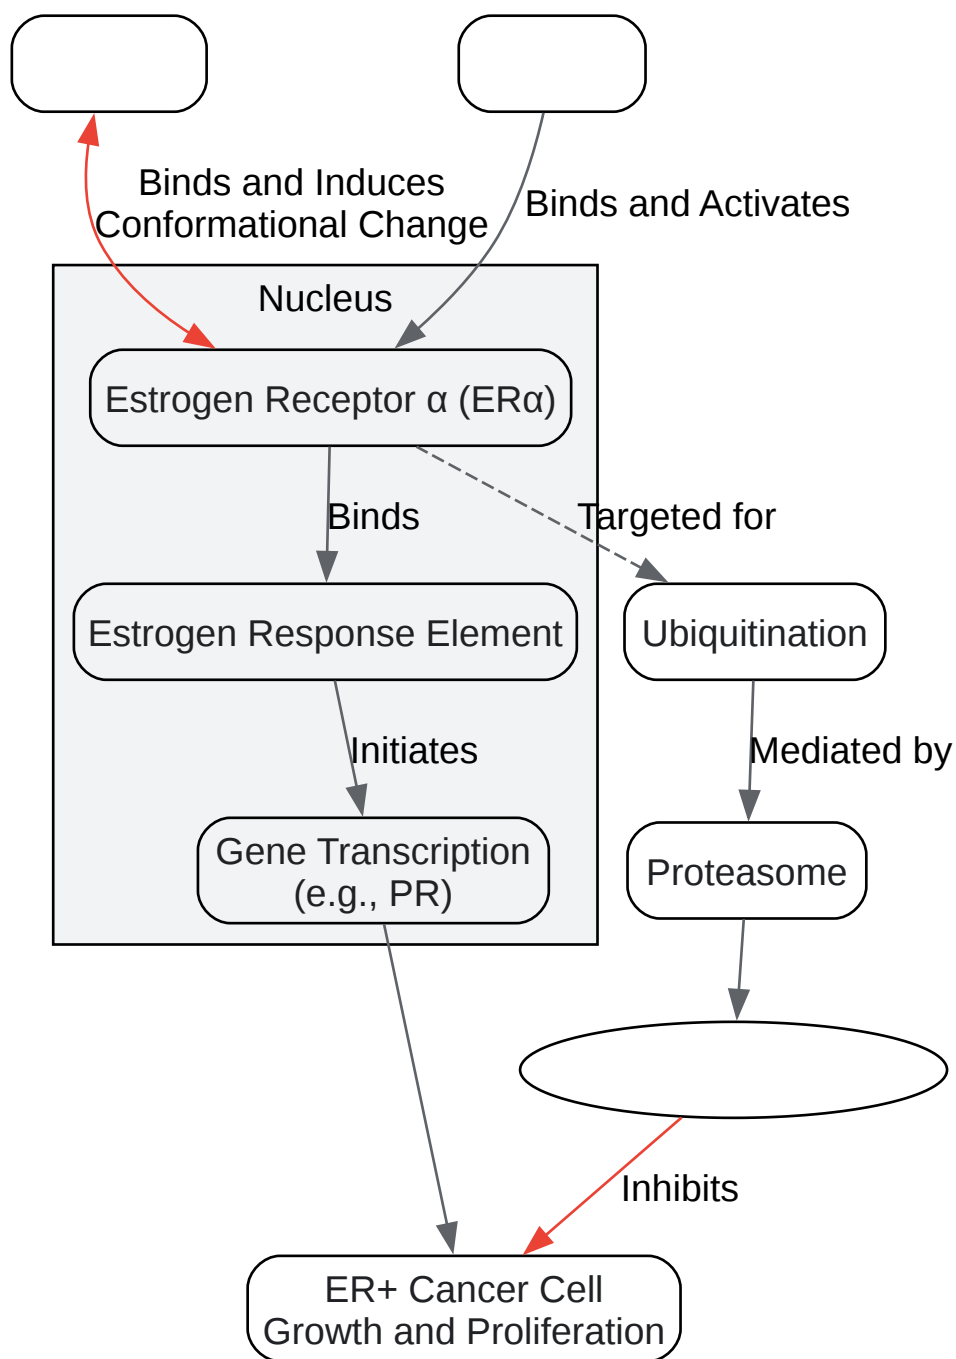 Binds and Induces
Conformational Change
Binds and Activates
Nucleus
Estrogen Receptor α (ERα)
Binds
Targeted for
Estrogen Response Element
Ubiquitination
Initiates
Mediated by
Gene Transcription
(e.g., PR)
Proteasome
Inhibits
ER+ Cancer Cell
Growth and Proliferation